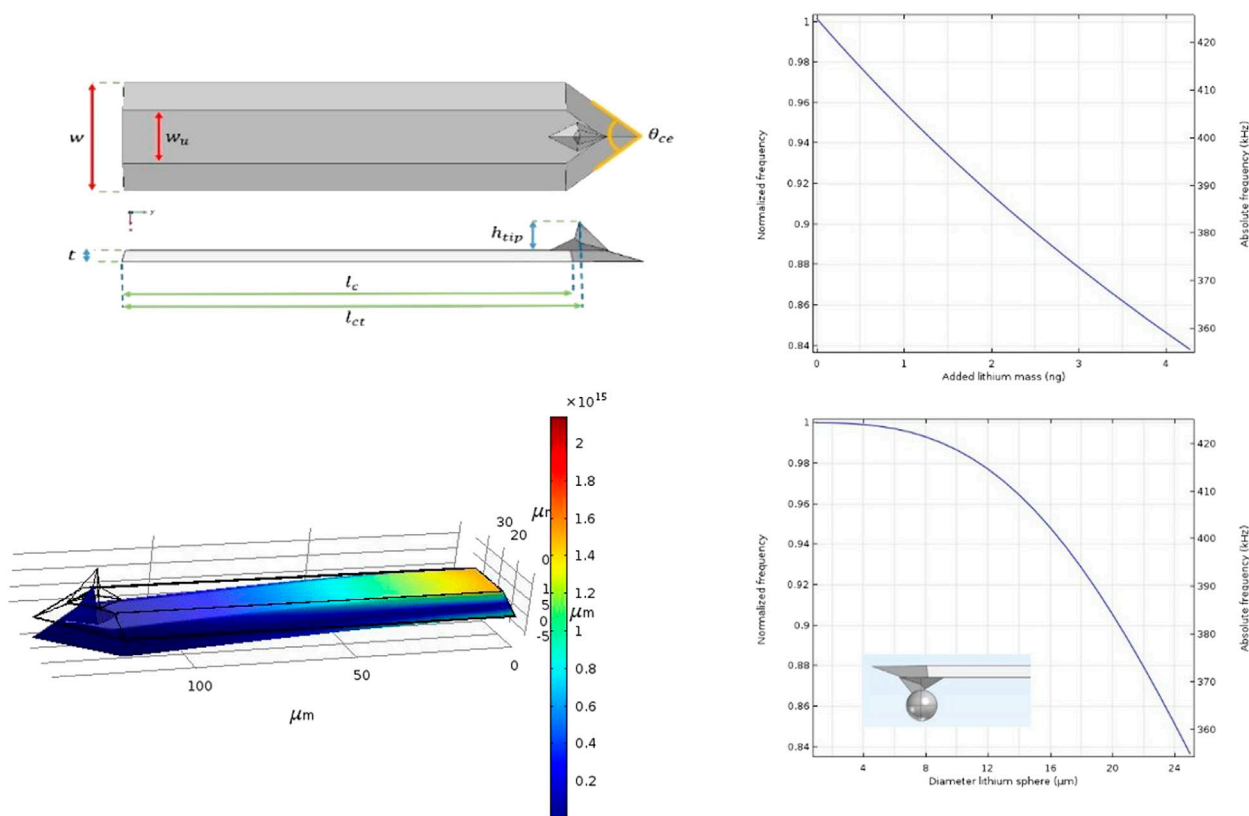 w
w_u
θ_ce
y
h_tip
t
l_c
l_ct
1
0.98
0.96
0.94
0.92
0.9
0.88
0.86
0.84
Normalized frequency
0 1 2 3 4
Added lithium mass (ng)
420
410
400
390
380
370
360
Absolute frequency (kHz)
×10¹⁵
2
1.8
1.6
1.4
1.2
1
0.8
0.6
0.4
0.2
30
20
10
5
0
-5
0
μm
100
50
0
μm
1
0.98
0.96
0.94
0.92
0.9
0.88
0.86
0.84
Normalized frequency
4 8 12 16 20 24
Diameter lithium sphere (μm)
420
410
400
390
380
370
360
Absolute frequency (kHz)